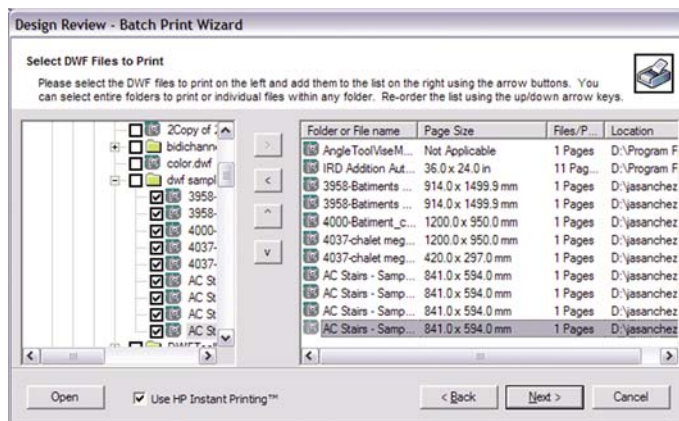 Design Review - Batch Print Wizard
Select DWF Files to Print
Please select the DWF files to print on the left and add them to the list on the right using the arrow buttons. You
can select entire folders to print or individual files within any folder. Re-order the list using the up/down arrow keys.
2Copy of
bidichann
color.dwf
dwf sampl
3958-
3958-
4000-
4037-
4037-
AC St
AC St
AC St
AC St
>
<
^
v
Folder or File name Page Size Files/P... Location
AngleToolViseM... Not Applicable 1 Pages D:\Program F
IRD Addition Aut... 36.0 x 24.0 in 11 Pag... D:\Program F
3958-Batiments ... 914.0 x 1499.9 mm 1 Pages D:\jasanchez
3958-Batiments ... 914.0 x 1499.9 mm 1 Pages D:\jasanchez
4000-Batiment_c... 1200.0 x 950.0 mm 1 Pages D:\jasanchez
4037-chalet meg... 1200.0 x 950.0 mm 1 Pages D:\jasanchez
4037-chalet meg... 420.0 x 297.0 mm 1 Pages D:\jasanchez
AC Stairs - Samp... 841.0 x 594.0 mm 1 Pages D:\jasanchez
AC Stairs - Samp... 841.0 x 594.0 mm 1 Pages D:\jasanchez
AC Stairs - Samp... 841.0 x 594.0 mm 1 Pages D:\jasanchez
AC Stairs - Samp... 841.0 x 594.0 mm 1 Pages D:\jasanchez
Open Use HP Instant Printing™ < Back Next > Cancel